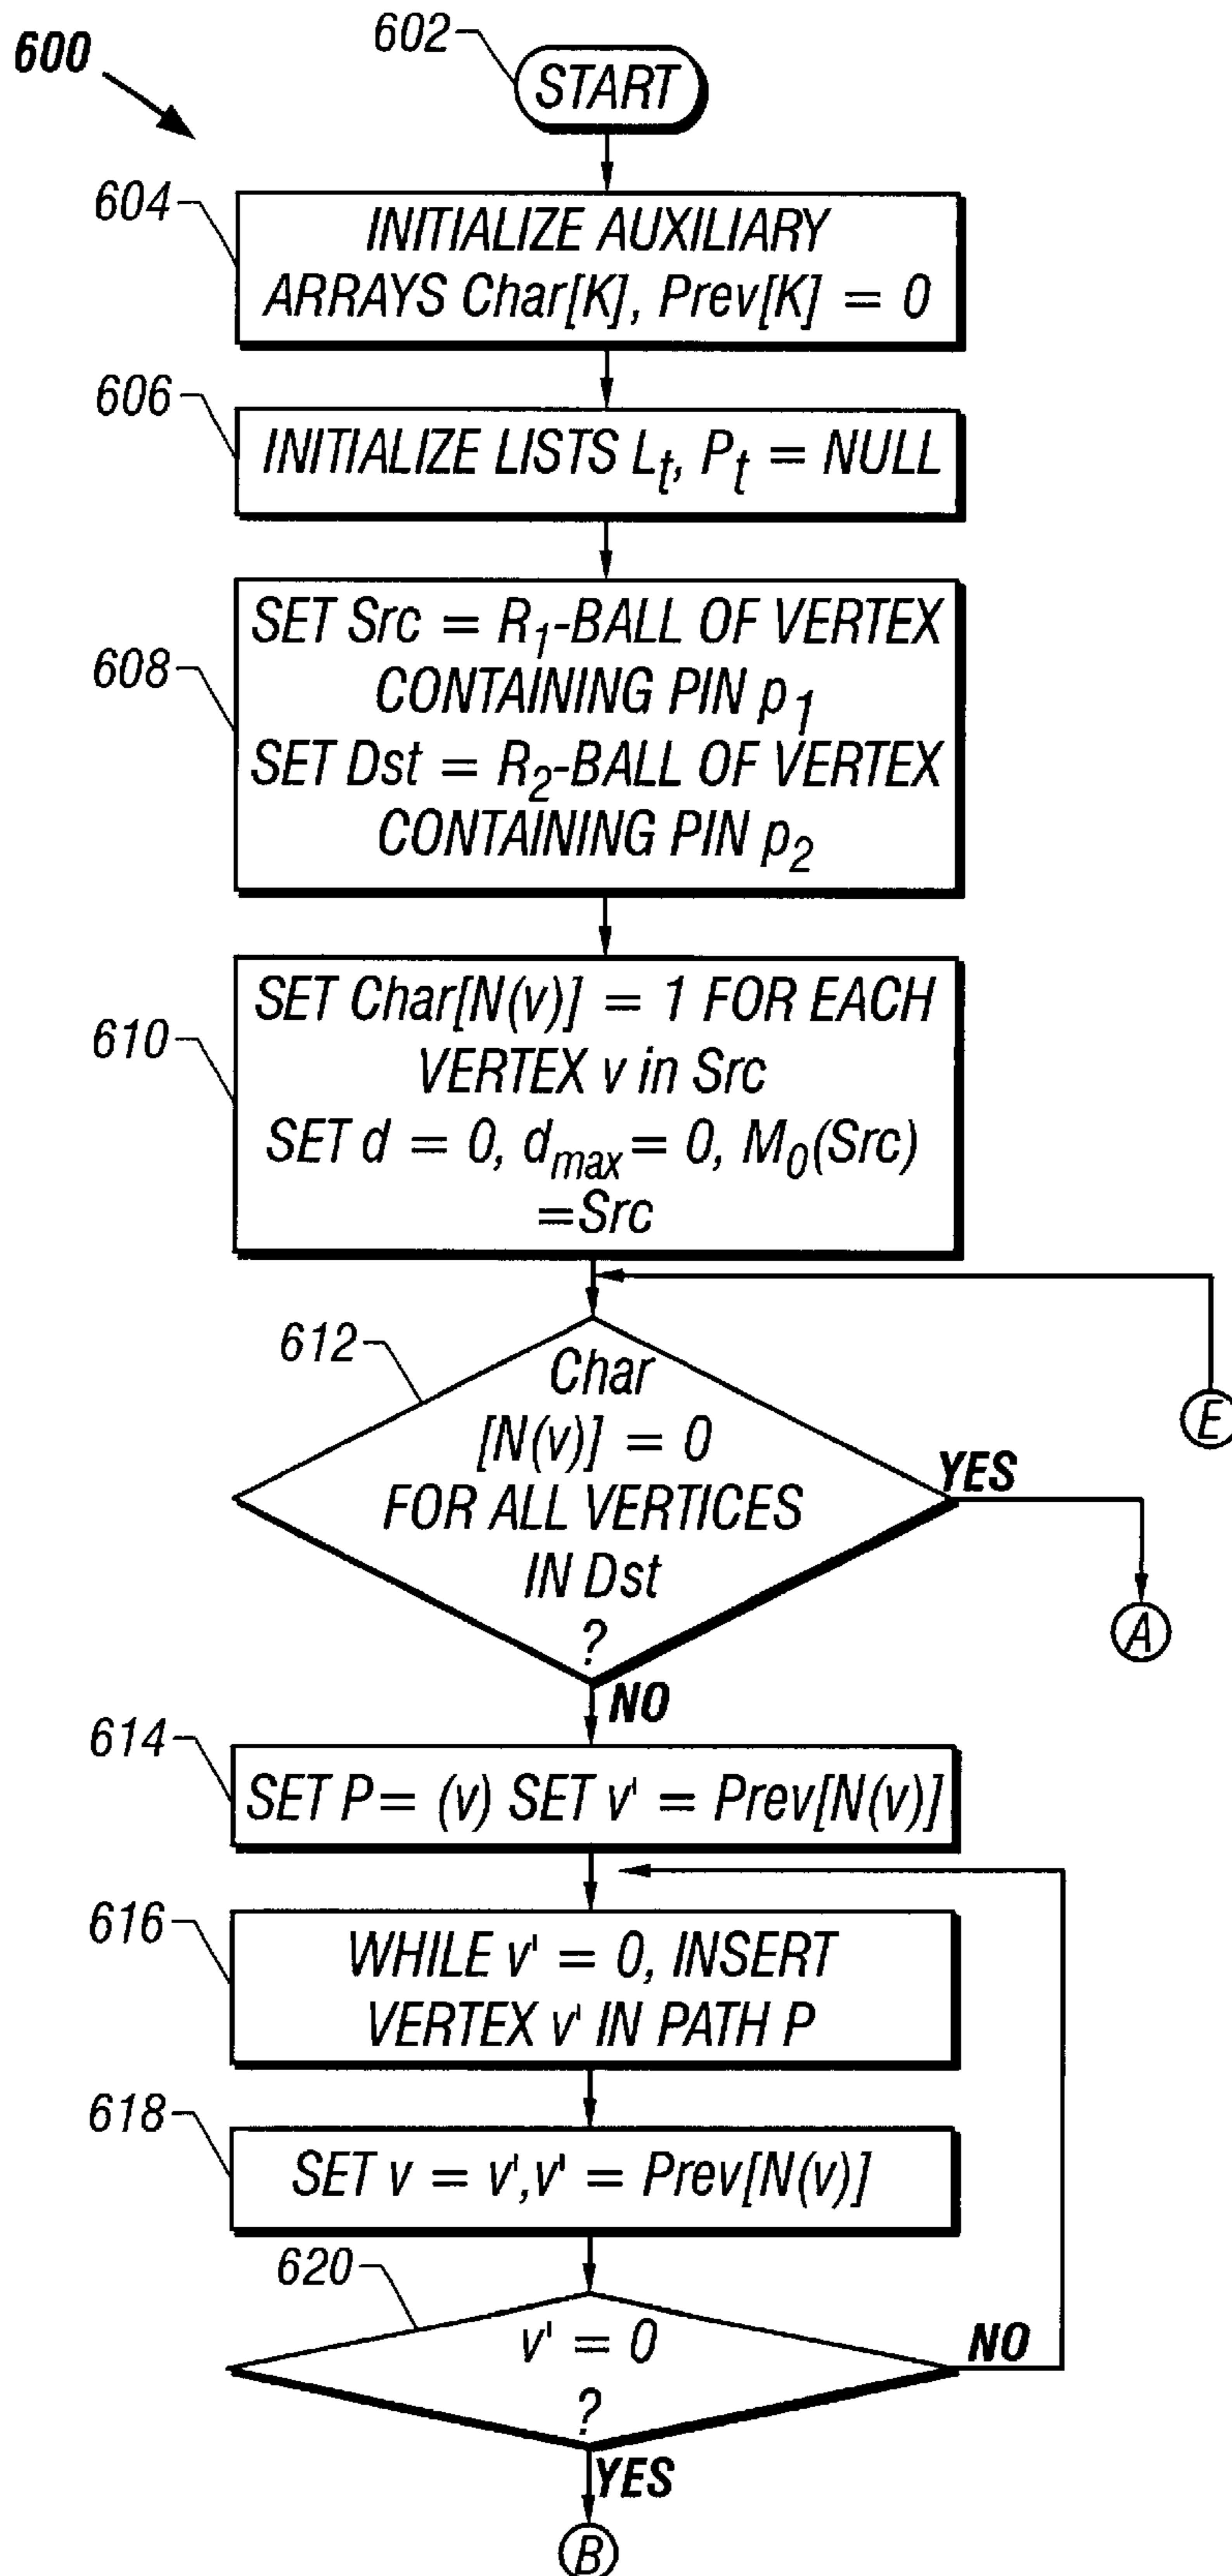 600
602
START
604
INITIALIZE AUXILIARY
ARRAYS Char[K], Prev[K] = 0
606
INITIALIZE LISTS Lt, Pt = NULL
608
SET Src = R1-BALL OF VERTEX
CONTAINING PIN p1
SET Dst = R2-BALL OF VERTEX
CONTAINING PIN p2
610
SET Char[N(v)] = 1 FOR EACH
VERTEX v in Src
SET d = 0, dmax = 0, M0(Src)
=Src
612
Char
[N(v)] = 0
FOR ALL VERTICES
IN Dst
?
YES
E
A
NO
614
SET P = (v) SET v' = Prev[N(v)]
616
WHILE v' = 0, INSERT
VERTEX v' IN PATH P
618
SET v = v',v' = Prev[N(v)]
620
v' = 0
?
NO
YES
B